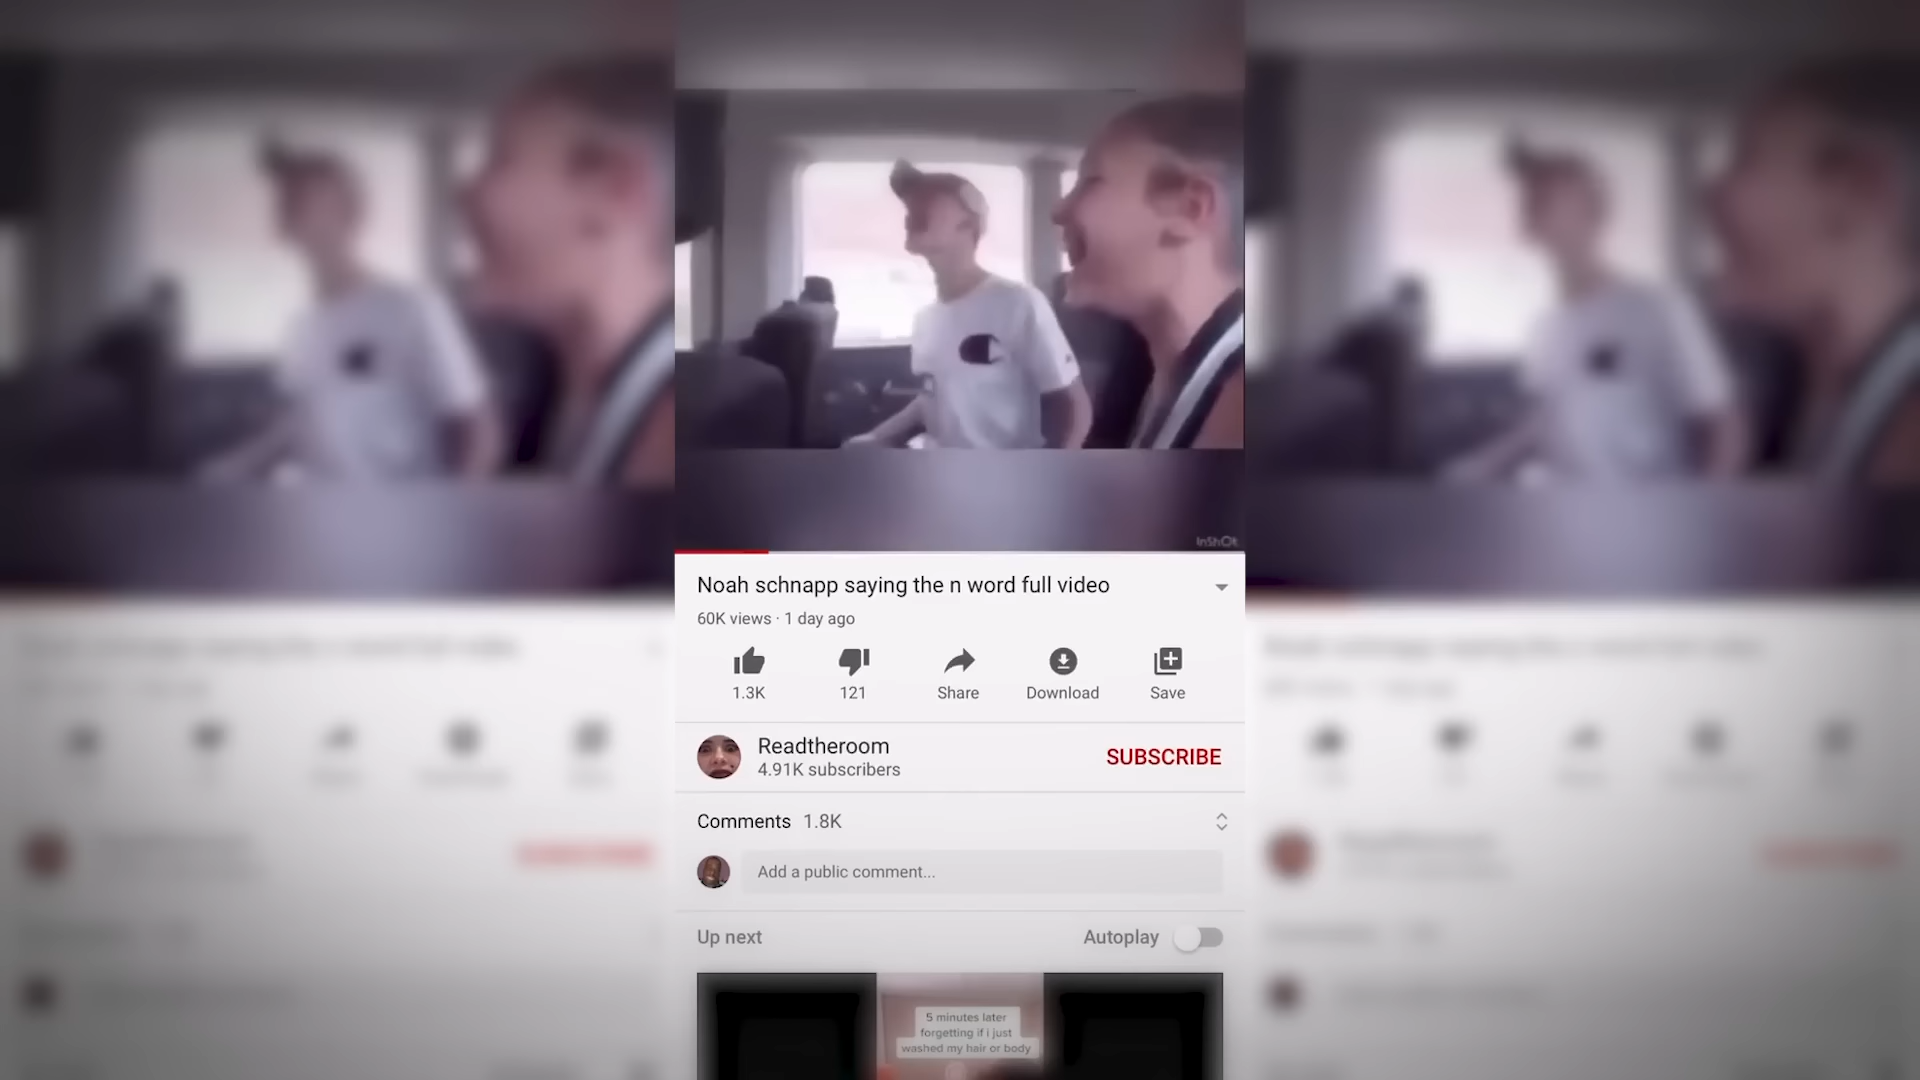 InShOt
Noah schnapp saying the n word full video
60K views · 1 day ago
1.3K
121
Share
Download
Save
Readtheroom
4.91K subscribers
SUBSCRIBE
Comments 1.8K
Add a public comment...
Up next
Autoplay
5 minutes later
forgetting if i just
washed my hair or body